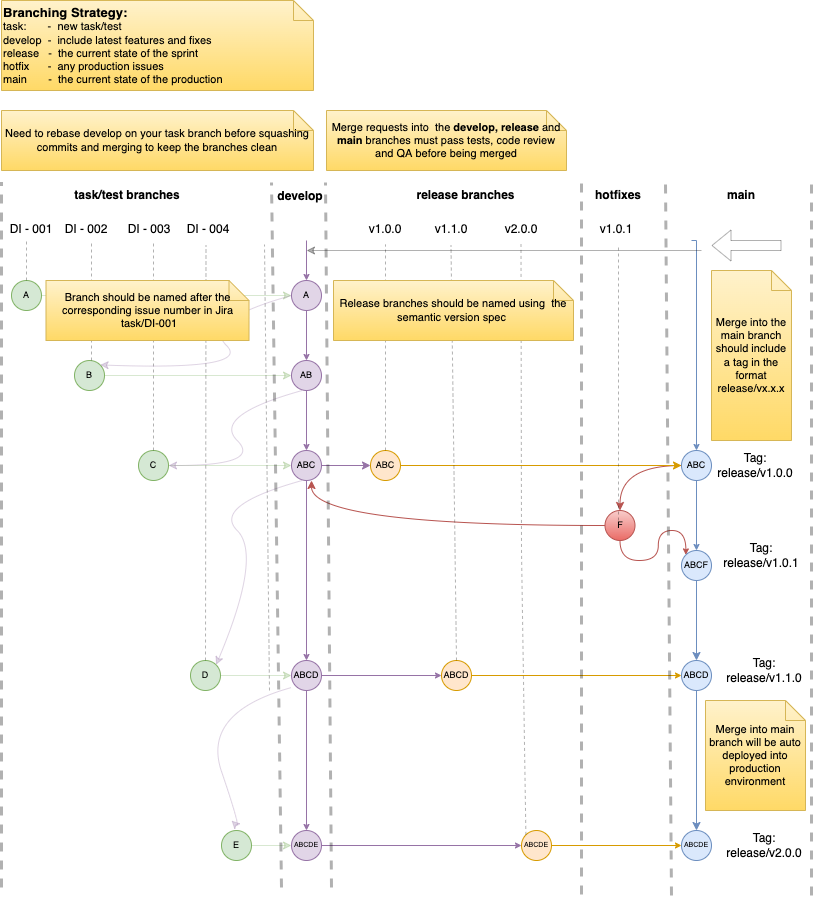 Branching Strategy:
task: - new task/test
develop - include latest features and fixes
release - the current state of the sprint
hotfix - any production issues
main - the current state of the production
Need to rebase develop on your task branch before squashing
commits and merging to keep the branches clean
Merge requests into the develop, release and
main branches must pass tests, code review
and QA before being merged
task/test branches
develop
release branches
hotfixes
main
DI - 001
DI - 002
DI - 003
DI - 004
v1.0.0
v1.1.0
v2.0.0
v1.0.1
A
Branch should be named after the
corresponding issue number in Jira
task/DI-001
A
Release branches should be named using the
semantic version spec
Merge into the
main branch
should include
a tag in the
format
release/vx.x.x
B
AB
C
ABC
ABC
ABC
Tag:
release/v1.0.0
F
ABCF
Tag:
release/v1.0.1
D
ABCD
ABCD
ABCD
Tag:
release/v1.1.0
Merge into main
branch will be auto
deployed into
production
environment
E
ABCDE
ABCDE
ABCDE
Tag:
release/v2.0.0